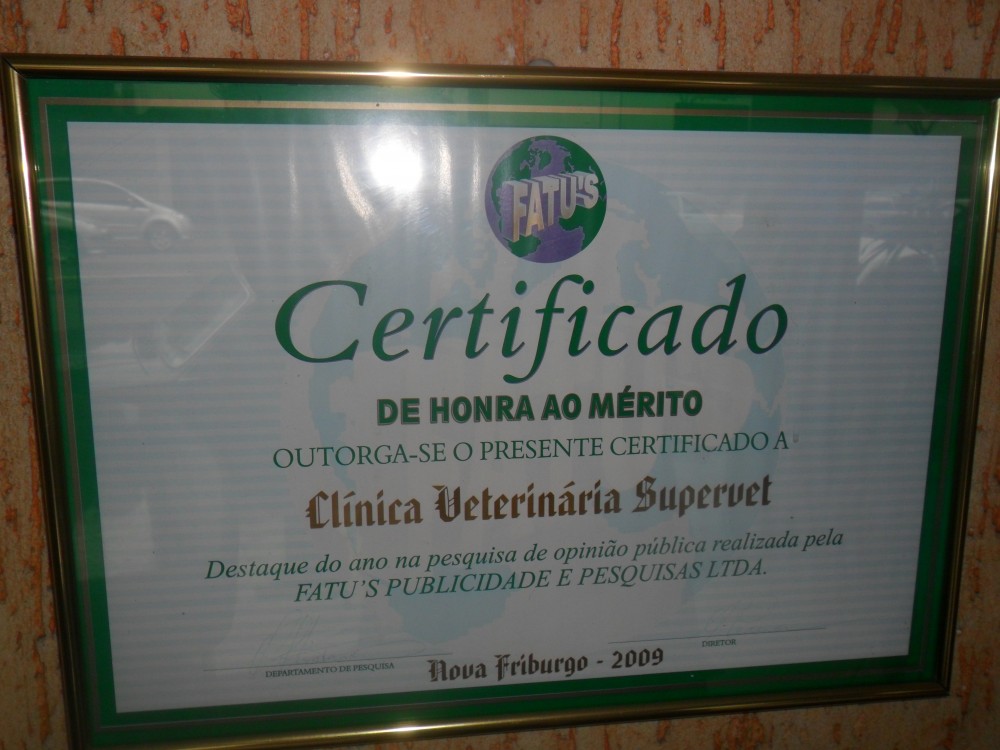 FATU'S
Certificado
DE HONRA AO MÉRITO
OUTORGA-SE O PRESENTE CERTIFICADO A
Clínica Veterinária Supervet
Destaque do ano na pesquisa de opinião pública realizada pela
FATU'S PUBLICIDADE E PESQUISAS LTDA.
DEPARTAMENTO DE PESQUISA
DIRETOR
Nova Friburgo - 2009